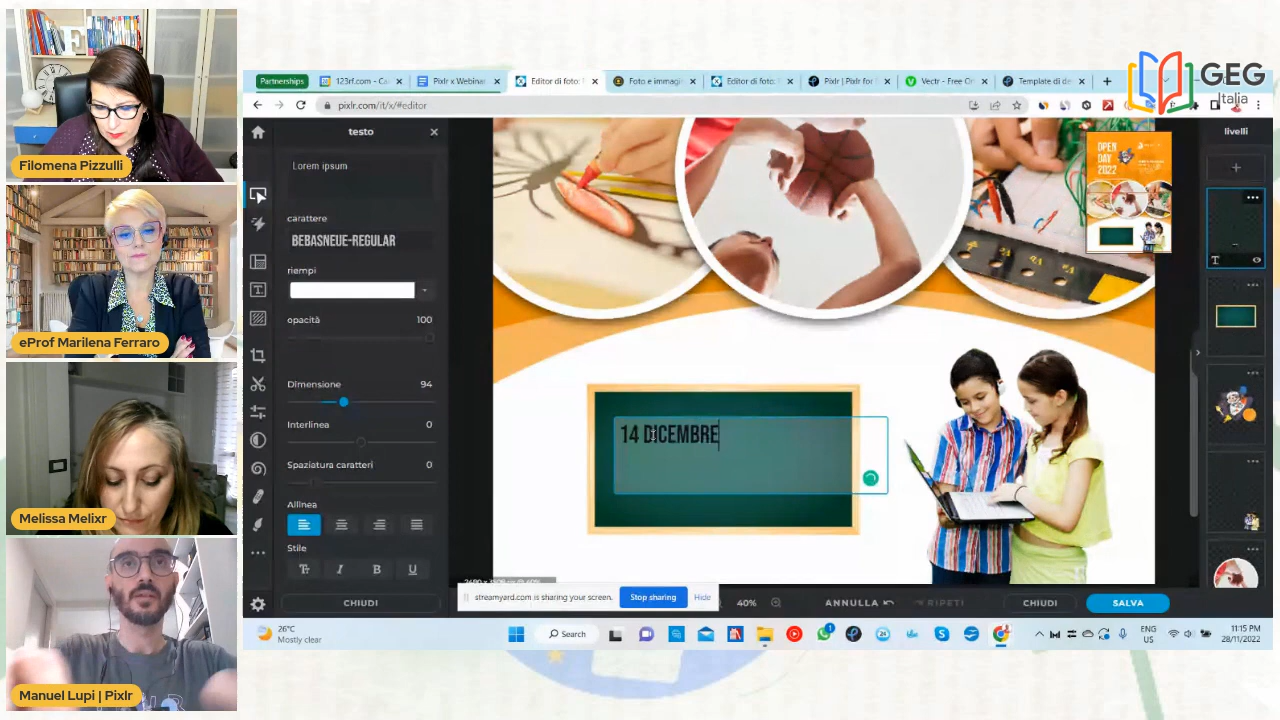 Filomena Pizzulli
eProf Marilena Ferraro
Melissa Melixr
Manuel Lupi | Pixlr
GEG
Italia
Partnerships
123rf.com - Ca
Pixlr x Webinar
Editor di foto:
Foto e immagi
Editor di foto:
Pixlr | Pixlr for
Vectr - Free On
Template di de
pixlr.com/it/x/#editor
testo
Lorem ipsum
carattere
BEBASNEUE-REGULAR
riempi
opacità 100
Dimensione 94
Interlinea 0
Spaziatura caratteri 0
Allinea
Stile
CHIUDI
14 DICEMBRE
OPEN
DAY
2022
livelli
streamyard.com is sharing your screen.
Stop sharing
Hide
40%
ANNULLA
RIPETI
CHIUDI
SALVA
26°C
Mostly clear
Search
ENG
US
11:15 PM
28/11/2022